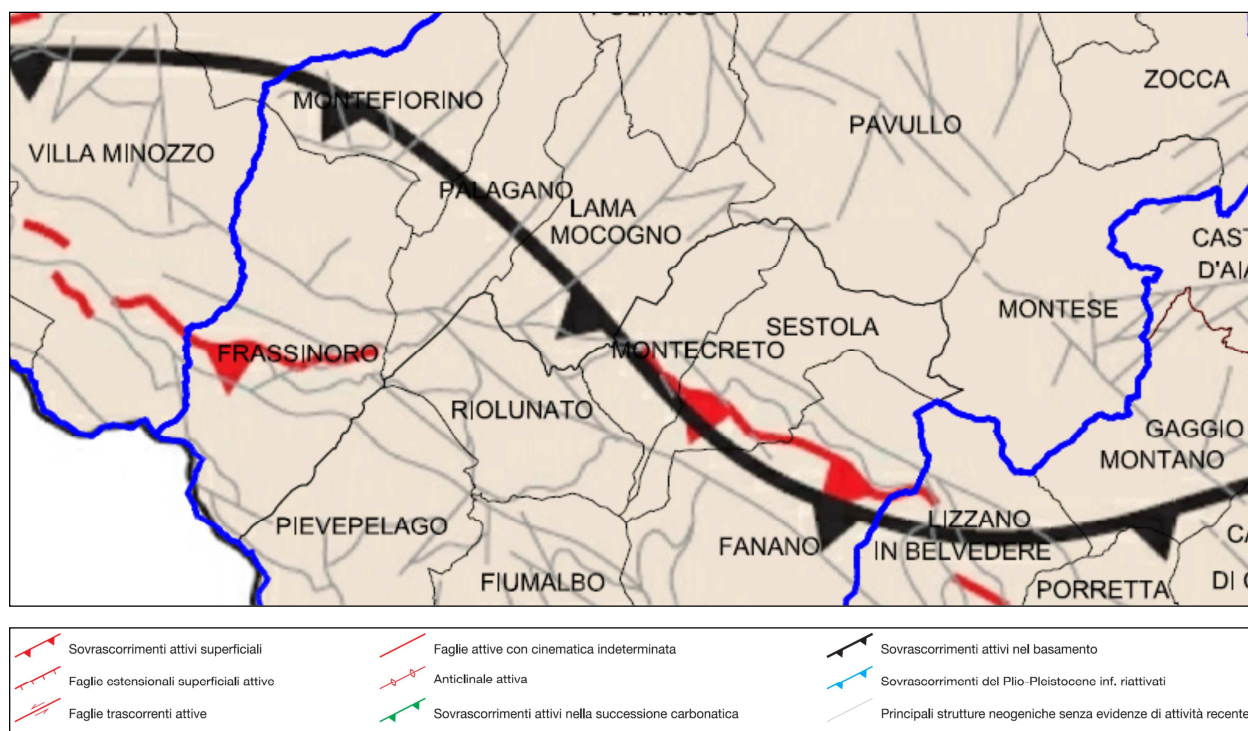 ZOCCA
MONTEFIORINO
PAVULLO
VILLA MINOZZO
PALAGANO
LAMA
MOCOGNO
CAST
D'AIA
MONTESE
SESTOLA
FRASSINORO
MONTECRETO
RIOLUNATO
GAGGIO
MONTANO
PIEVEPELAGO
LIZZANO
IN BELVEDERE
FANANO
FIUMALBO
PORRETTA
DI
Sovrascorrimenti attivi superficiali
Faglie estensionali superficiali attive
Faglie trascorrenti attive
Faglie attive con cinematica indeterminata
Anticlinale attiva
Sovrascorrimenti attivi nella successione carbonatica
Sovrascorrimenti attivi nel basamento
Sovrascorrimenti del Plio-Pleistocene inf. riattivati
Principali strutture neogeniche senza evidenze di attività recente